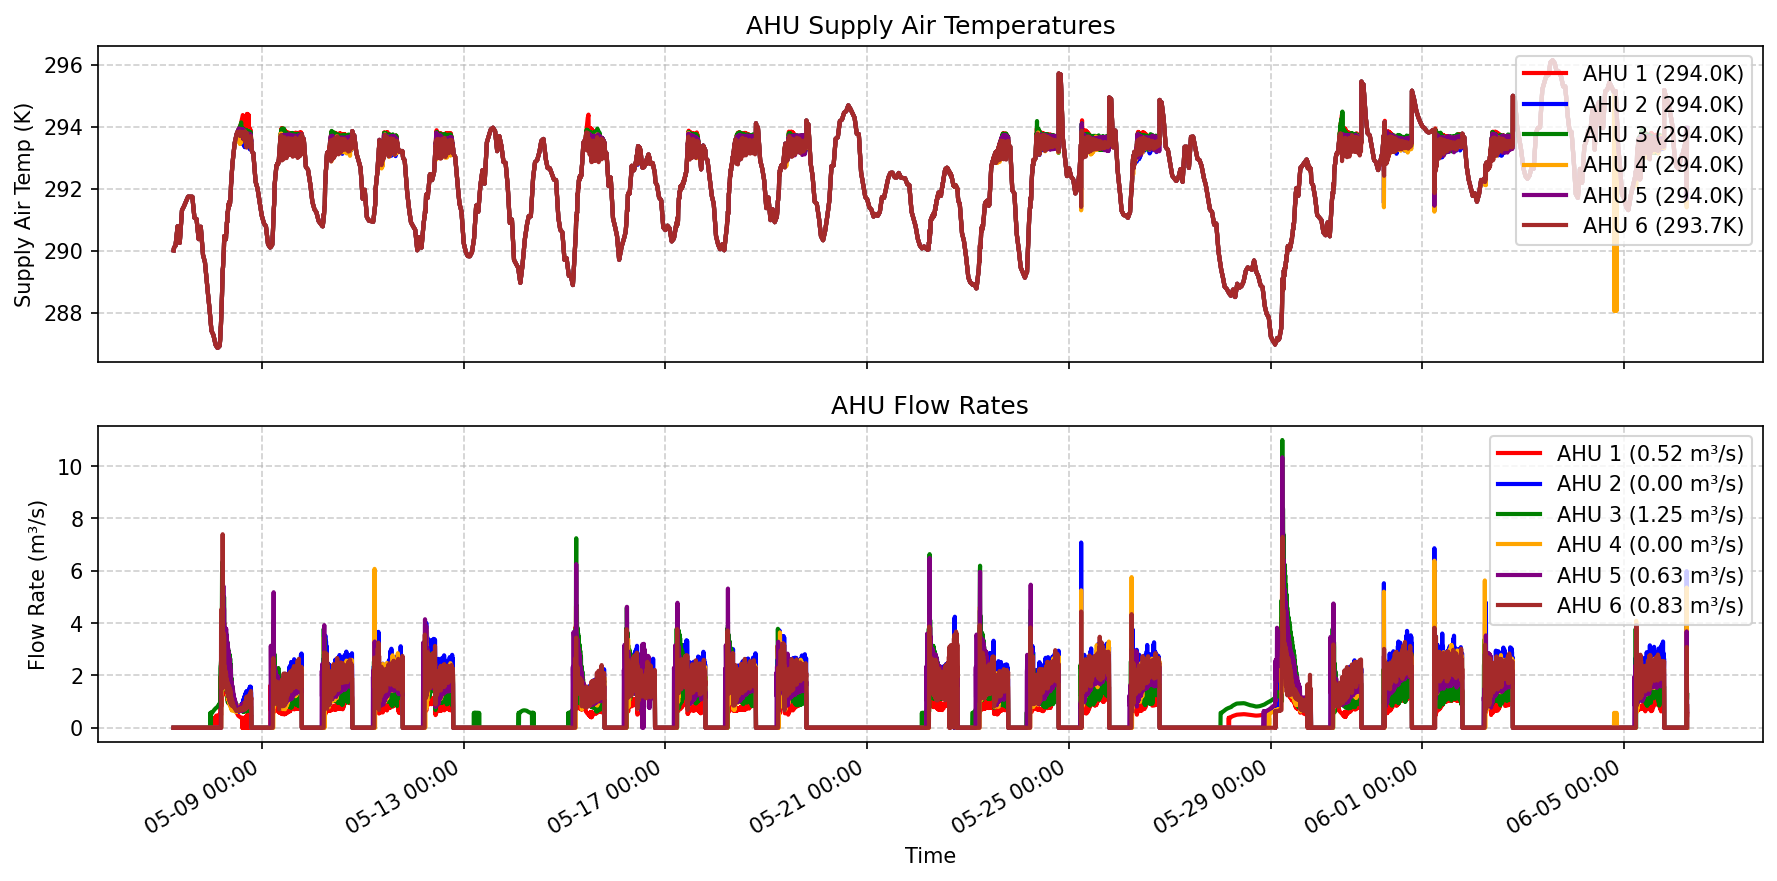 AHU Supply Air Temperatures
Supply Air Temp (K)
296
294
292
290
288
AHU 1 (294.0K)
AHU 2 (294.0K)
AHU 3 (294.0K)
AHU 4 (294.0K)
AHU 5 (294.0K)
AHU 6 (293.7K)
AHU Flow Rates
Flow Rate (m³/s)
10
8
6
4
2
0
AHU 1 (0.52 m³/s)
AHU 2 (0.00 m³/s)
AHU 3 (1.25 m³/s)
AHU 4 (0.00 m³/s)
AHU 5 (0.63 m³/s)
AHU 6 (0.83 m³/s)
05-09 00:00
05-13 00:00
05-17 00:00
05-21 00:00
05-25 00:00
05-29 00:00
06-01 00:00
06-05 00:00
Time